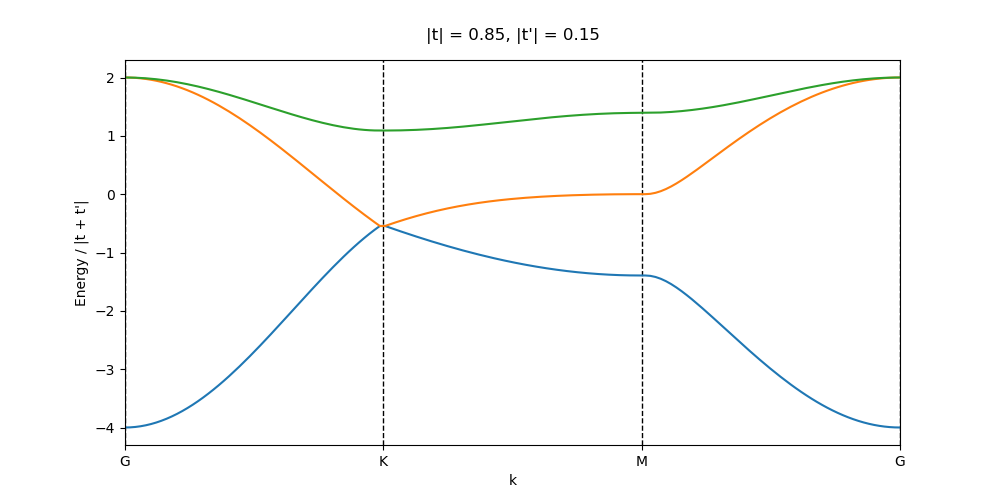 |t| = 0.85, |t'| = 0.15
Energy / |t + t'|
2
1
0
−1
−2
−3
−4
G K M G
k